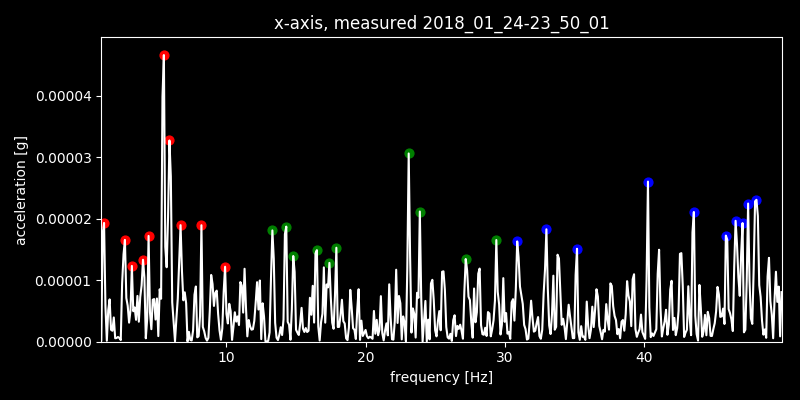 x-axis, measured 2018_01_24-23_50_01
acceleration [g]
0.00004
0.00003
0.00002
0.00001
0.00000
10 20 30 40
frequency [Hz]